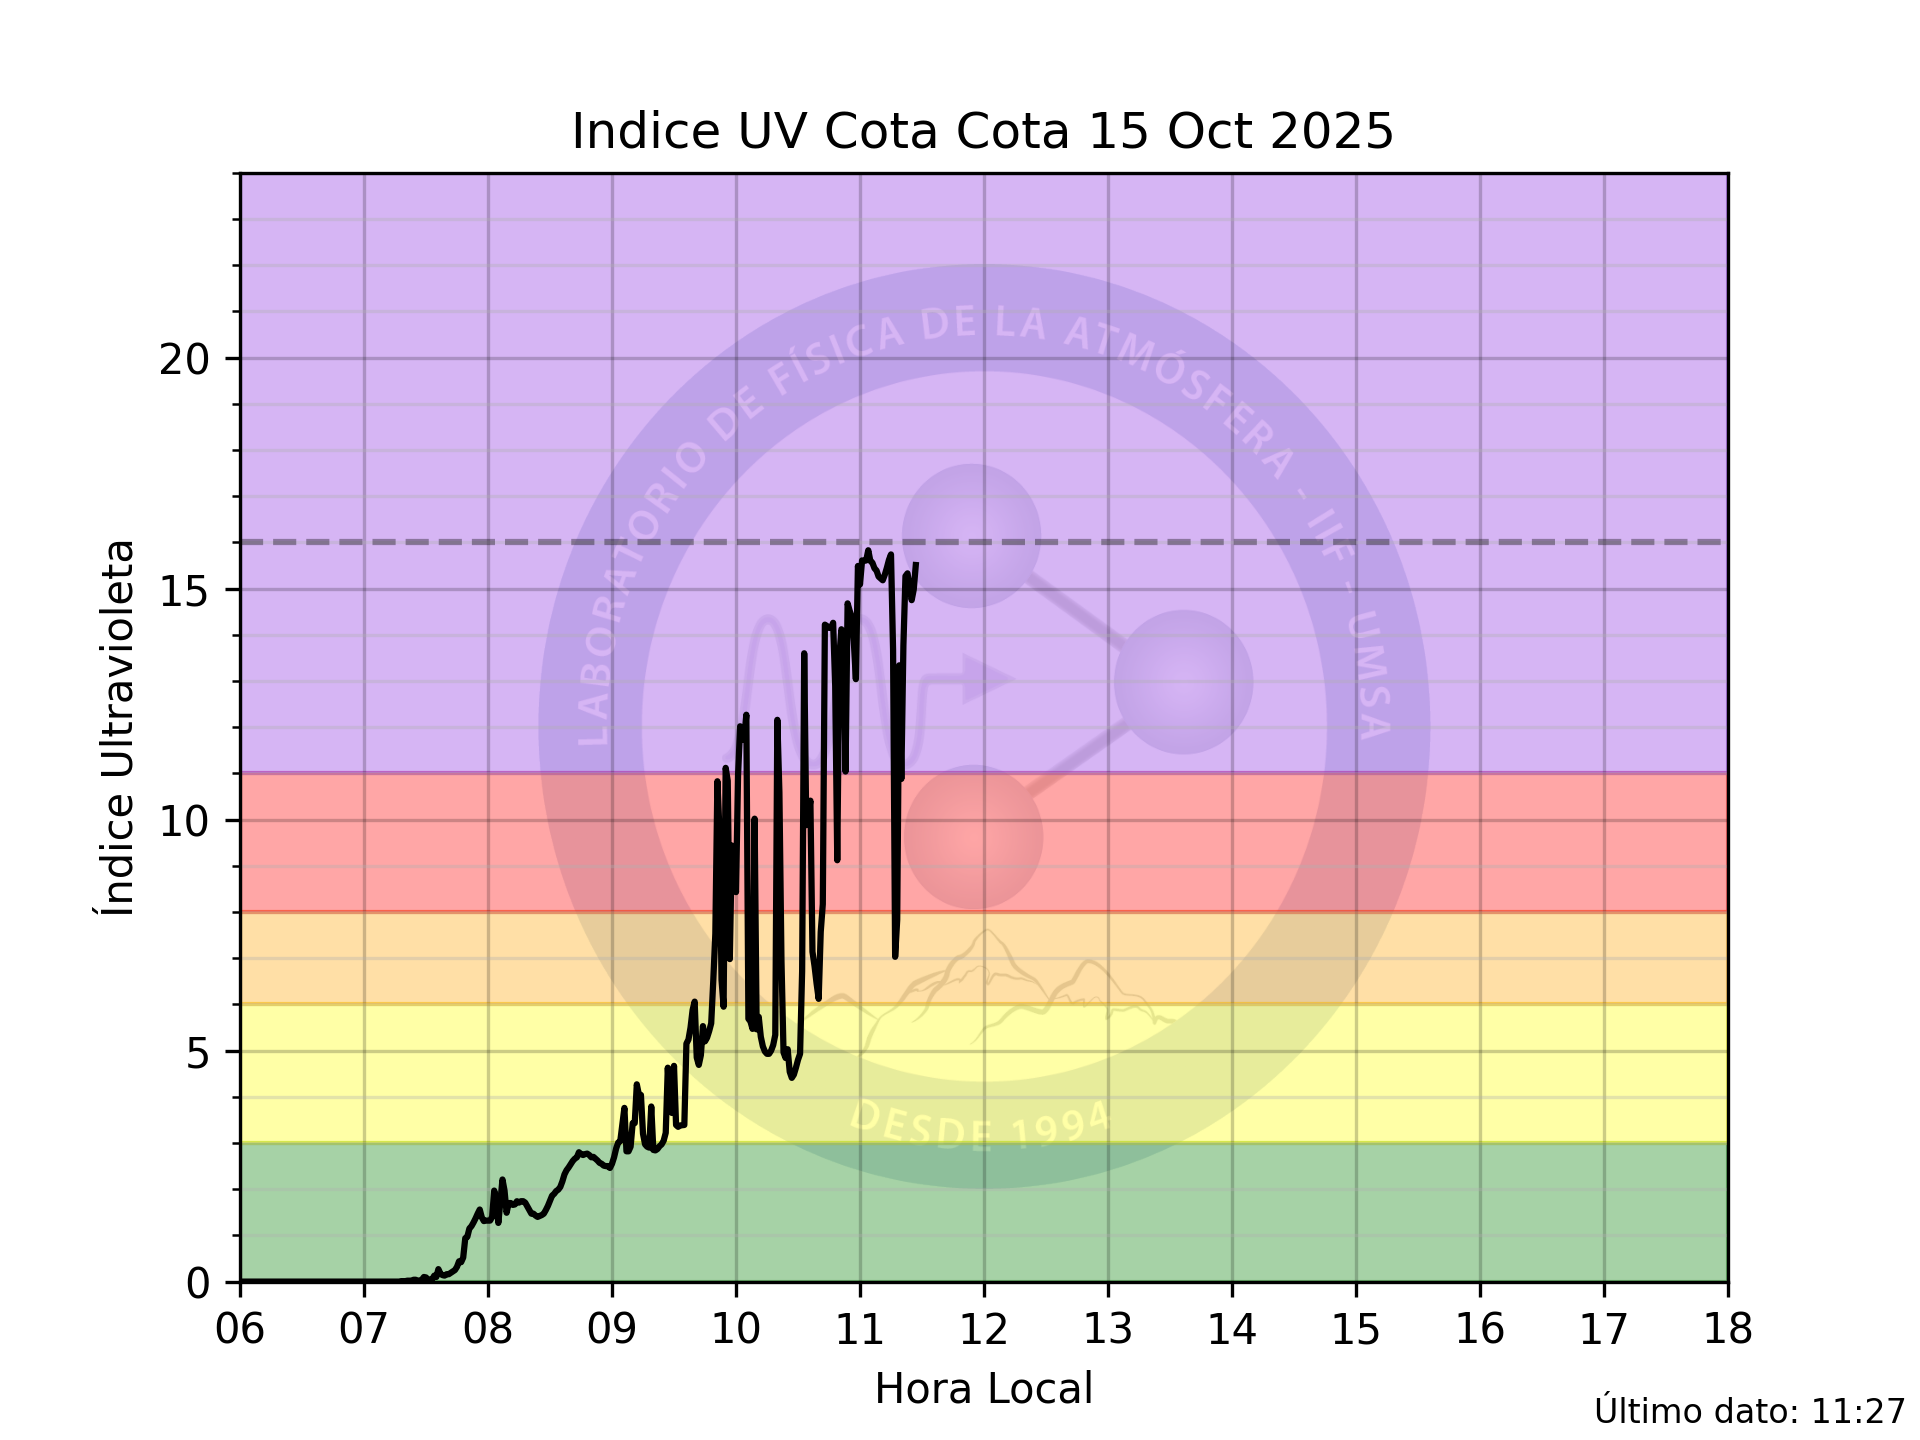 Indice UV Cota Cota 15 Oct 2025
Índice Ultravioleta
20
15
10
5
0
LABORATORIO DE FÍSICA DE LA ATMÓSFERA - IIF - UMSA
DESDE 1994
06 07 08 09 10 11 12 13 14 15 16 17 18
Hora Local
Último dato: 11:27